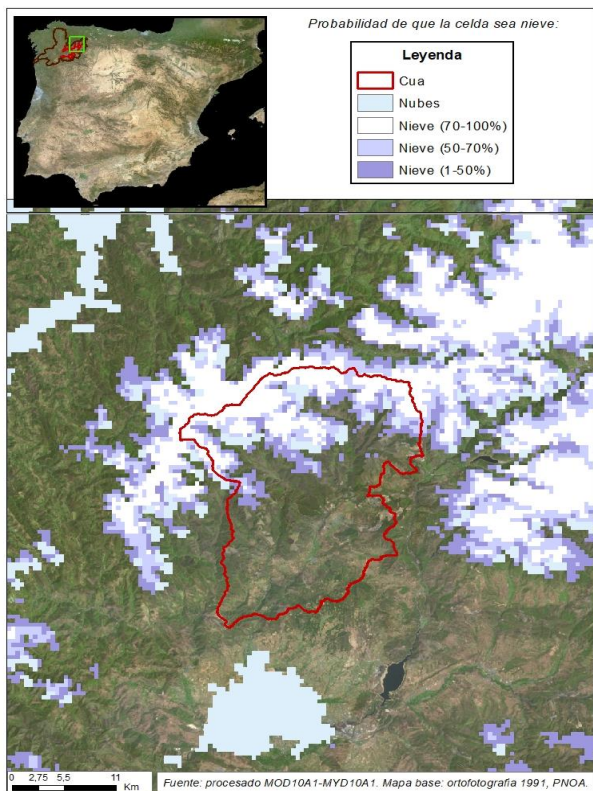 Probabilidad de que la celda sea nieve:
Leyenda
Cua
Nubes
Nieve (70-100%)
Nieve (50-70%)
Nieve (1-50%)
0 2,75 5,5 11
Km
Fuente: procesado MOD10A1-MYD10A1. Mapa base: ortofotografia 1991, PNOA.